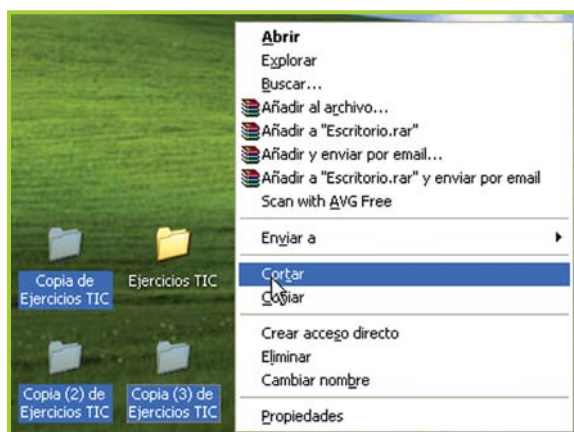 Abrir
Explorar
Buscar...
Añadir al archivo...
Añadir a "Escritorio.rar"
Añadir y enviar por email...
Añadir a "Escritorio.rar" y enviar por email
Scan with AVG Free
Enviar a
Cortar
Copiar
Crear acceso directo
Eliminar
Cambiar nombre
Propiedades
Copia de
Ejercicios TIC
Ejercicios TIC
Copia (2) de
Ejercicios TIC
Copia (3) de
Ejercicios TIC